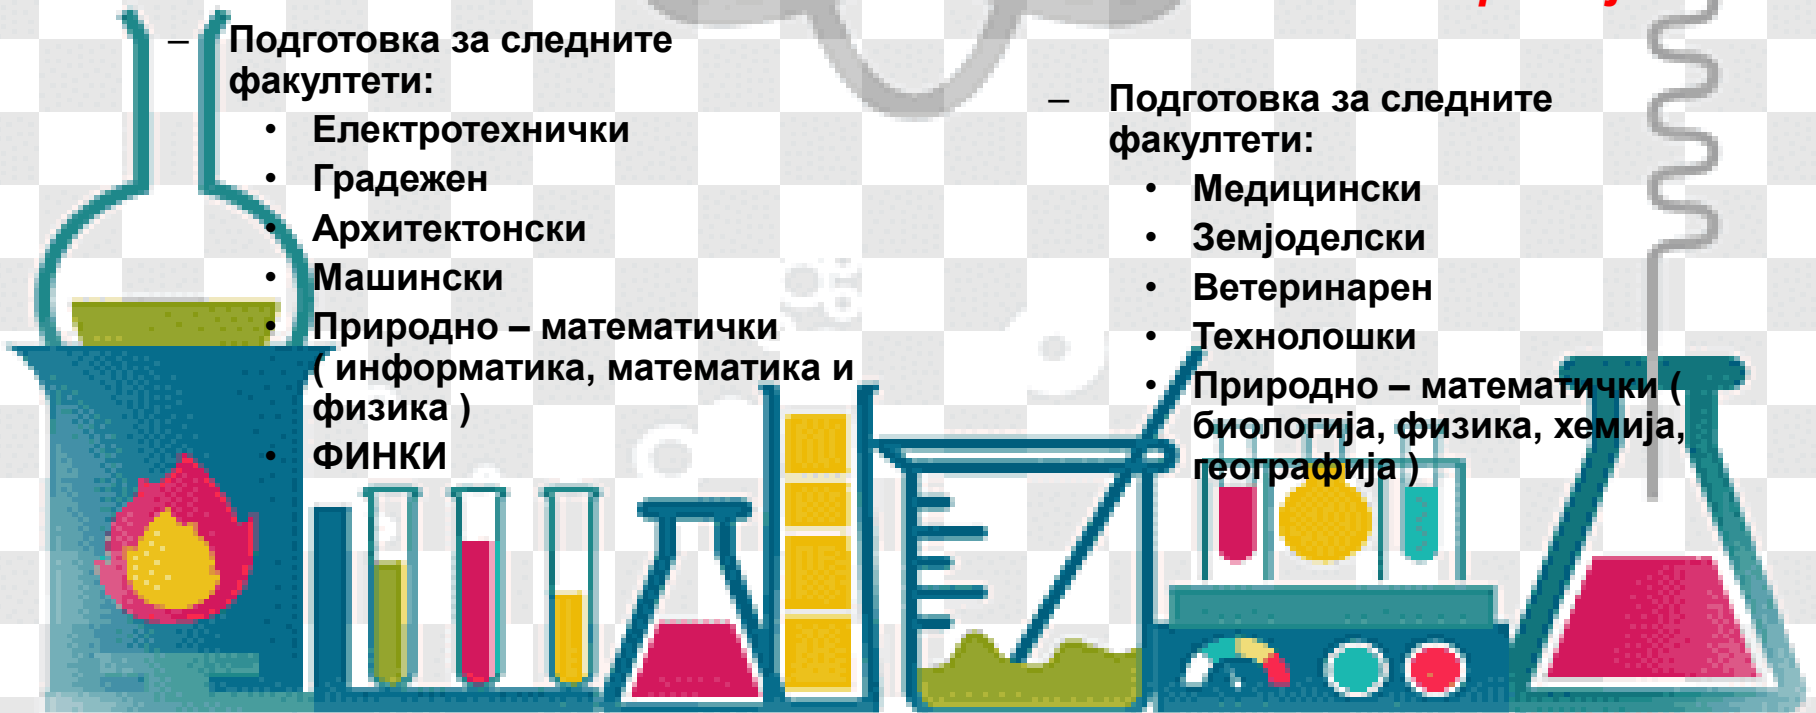 – Подготовка за следните
факултети:
• Електротехнички
• Градежен
• Архитектонски
• Машински
• Природно – математички
( информатика, математика и
физика )
• ФИНКИ
– Подготовка за следните
факултети:
• Медицински
• Земјоделски
• Ветеринарен
• Технолошки
• Природно – математички (
биологија, физика, хемија,
географија )